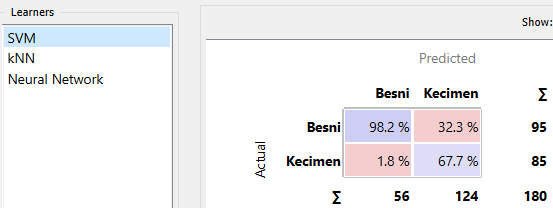 Learners
SVM
kNN
Neural Network
Show:
Predicted
Besni Kecimen Σ
Actual
Besni 98.2 % 32.3 % 95
Kecimen 1.8 % 67.7 % 85
Σ 56 124 180